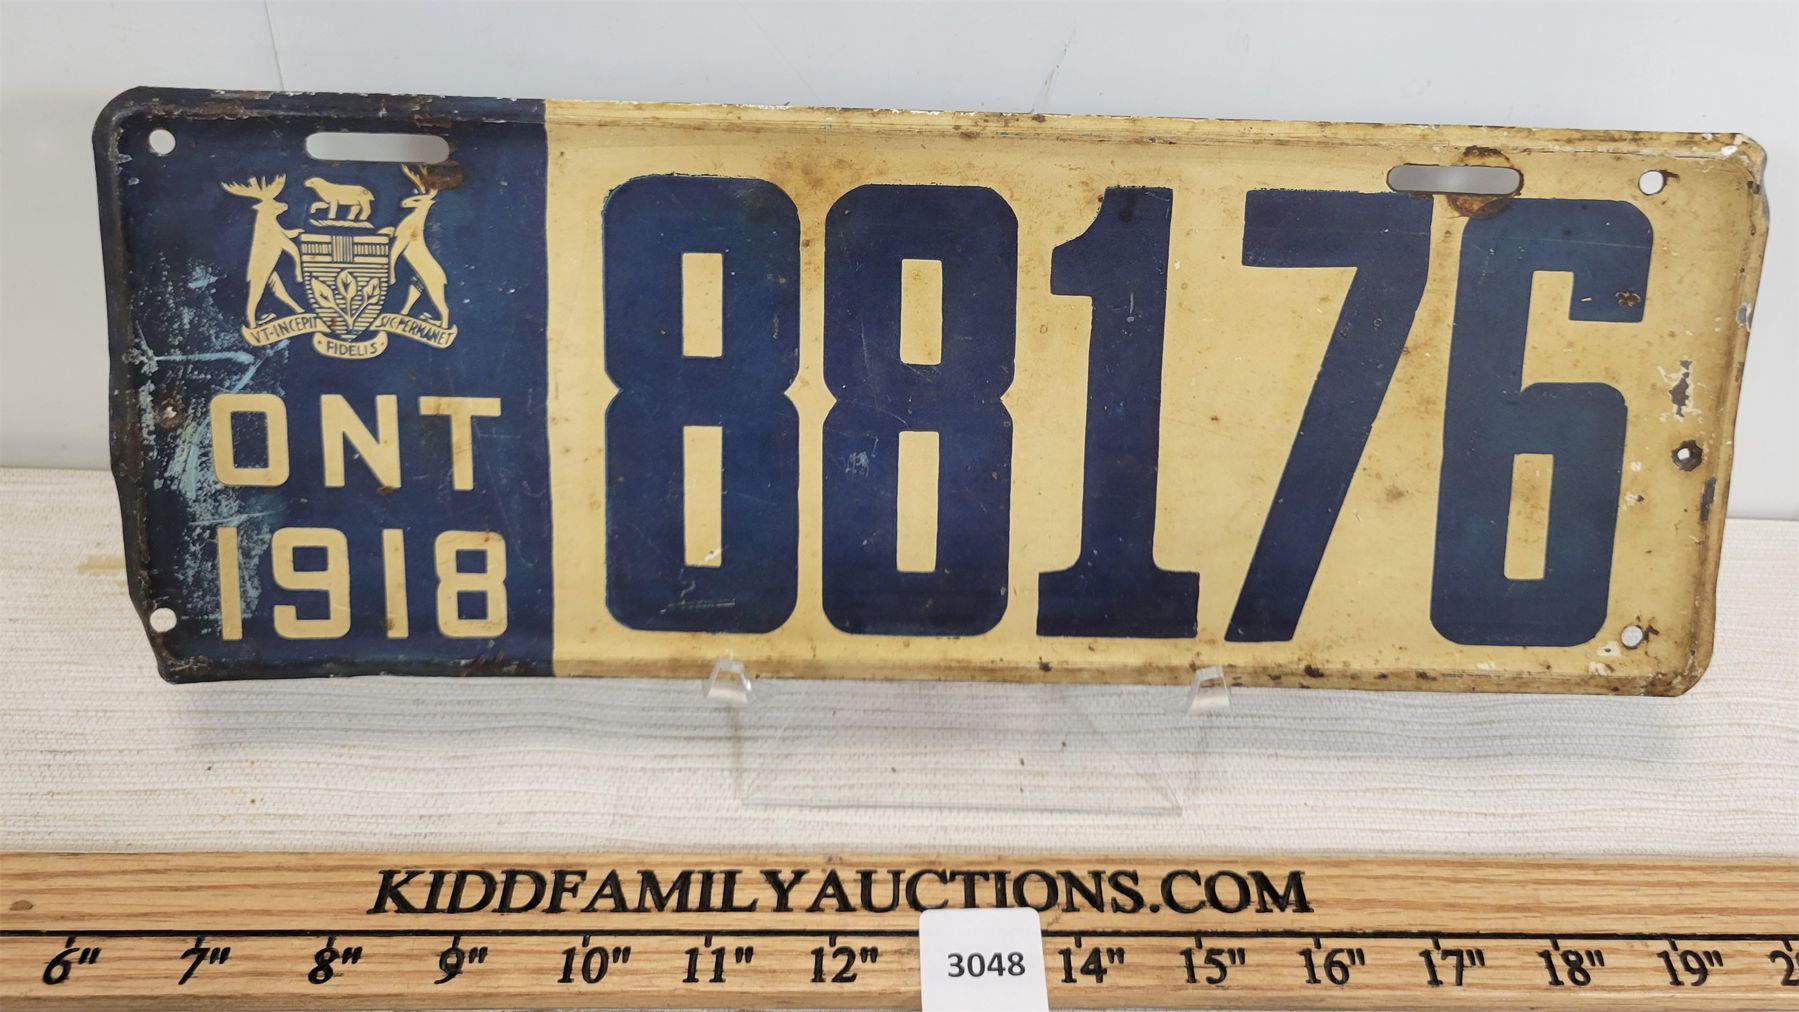 VT-INCEPIT SIC-PERMANET
·FIDELIS·
ONT
1918
88176
KIDDFAMILYAUCTIONS.COM
6" 7" 8" 9" 10" 11" 12" 14" 15" 16" 17" 18" 19" 2
3048